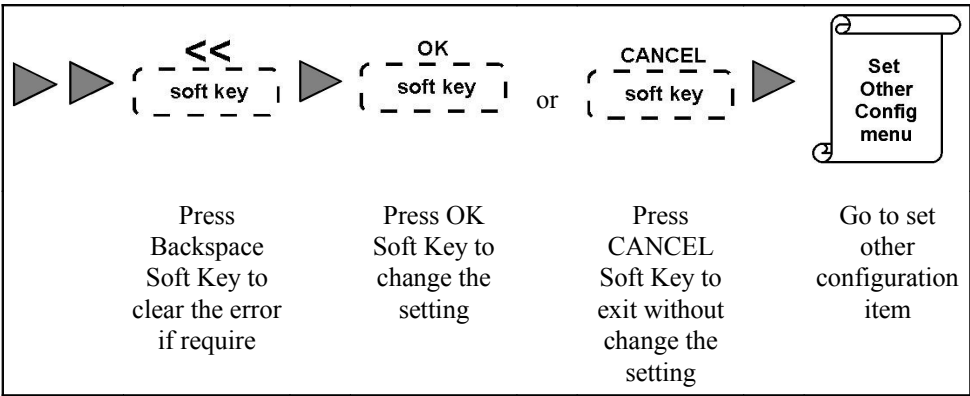 <<
soft key
OK
soft key
or
CANCEL
soft key
Set
Other
Config
menu
Press
Backspace
Soft Key to
clear the error
if require
Press OK
Soft Key to
change the
setting
Press
CANCEL
Soft Key to
exit without
change the
setting
Go to set
other
configuration
item